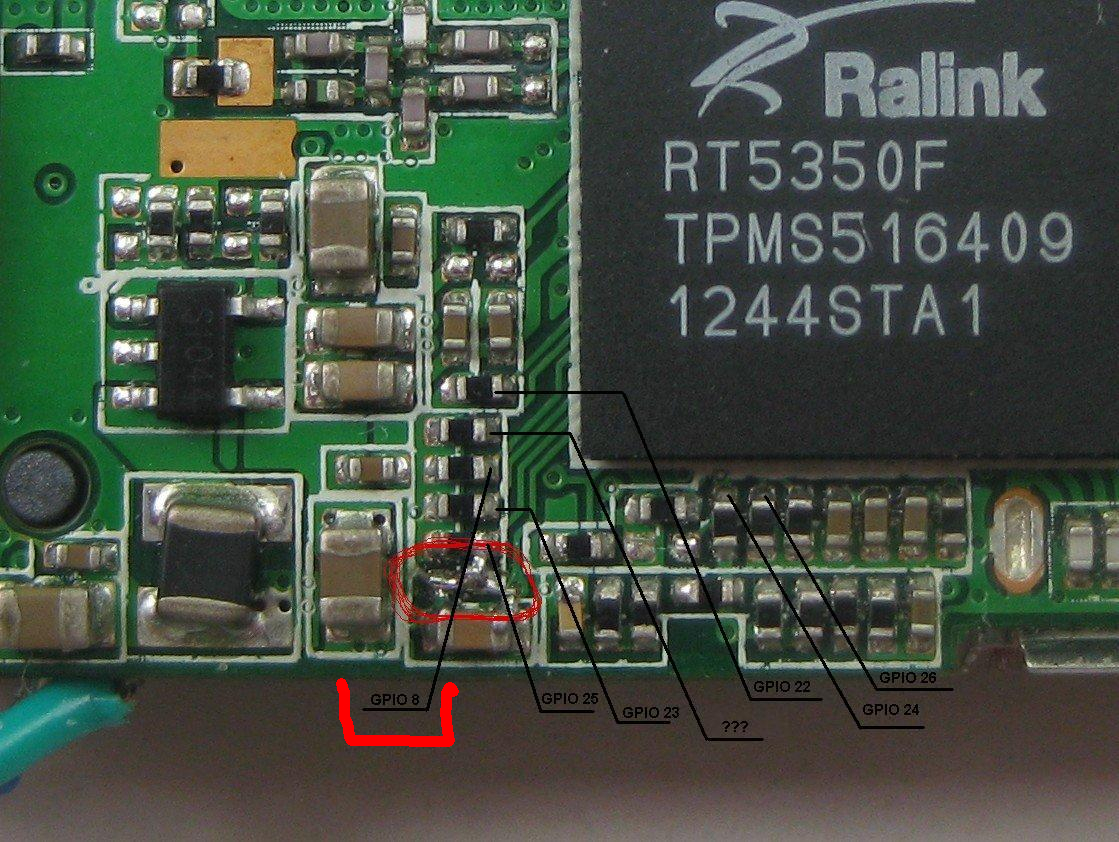 Ralink
RT5350F
TPMS516409
1244STA1
GPIO 8
GPIO 25
GPIO 23
???
GPIO 22
GPIO 24
GPIO 26